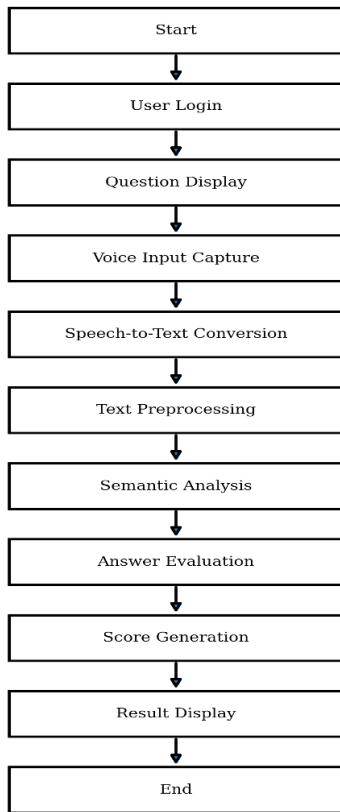 Start
User Login
Question Display
Voice Input Capture
Speech-to-Text Conversion
Text Preprocessing
Semantic Analysis
Answer Evaluation
Score Generation
Result Display
End